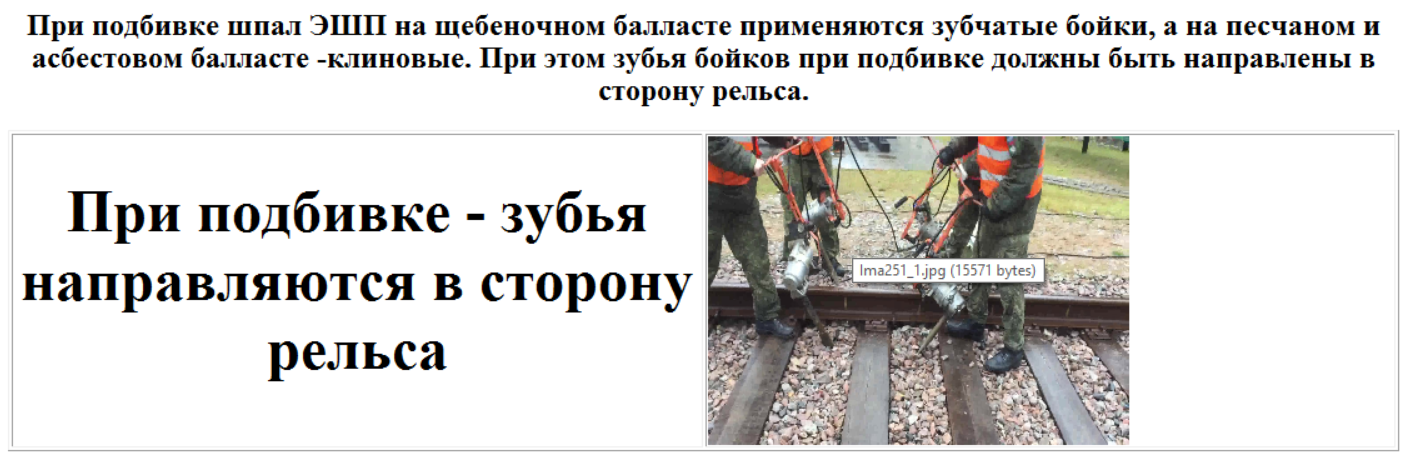 При подбивке шпал ЭШП на щебеночном балласте применяются зубчатые бойки, а на песчаном и
асбестовом балласте -клиновые. При этом зубья бойков при подбивке должны быть направлены в
сторону рельса.
При подбивке - зубья
направляются в сторону
рельса
Ima251_1.jpg (15571 bytes)